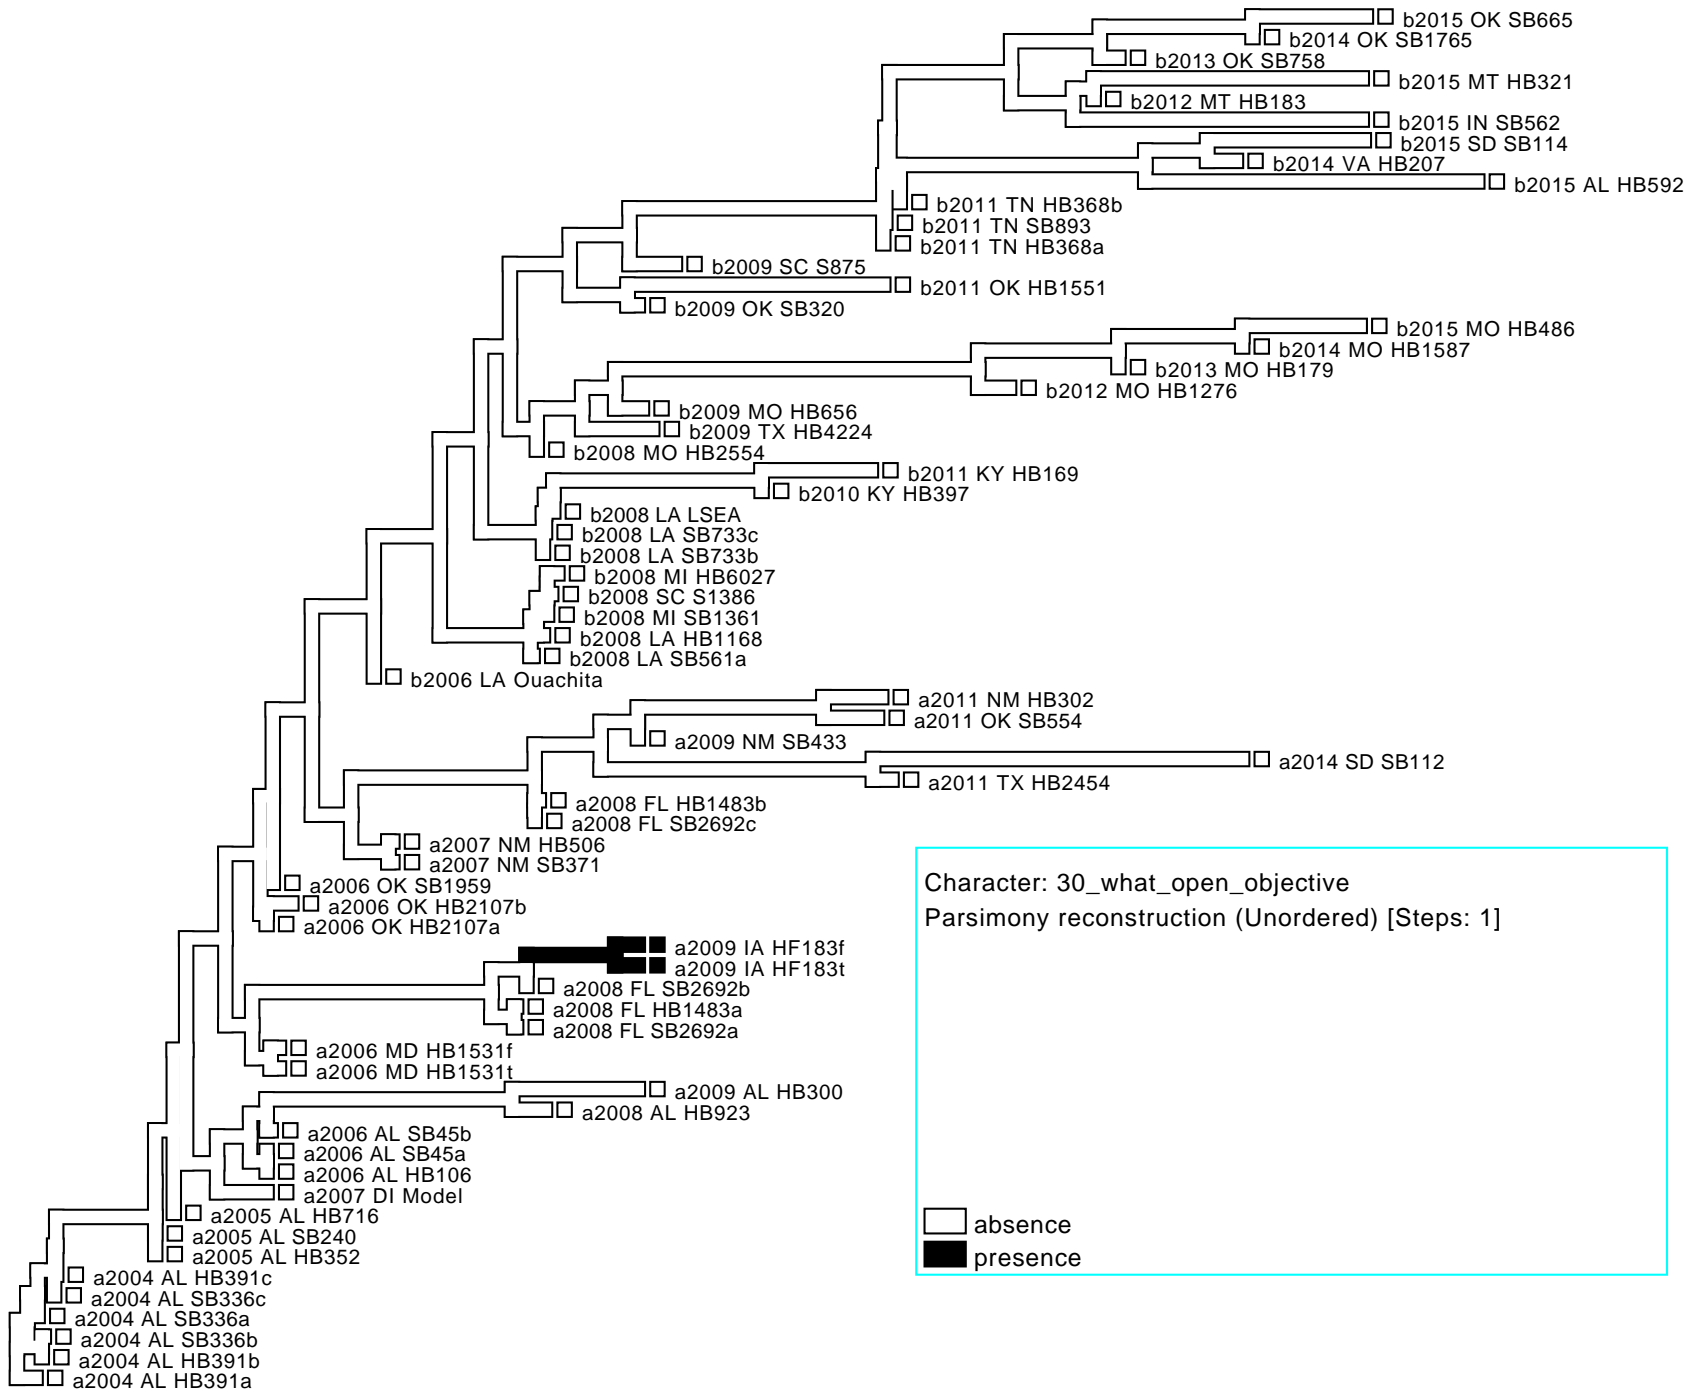 b2015 OK SB665
b2014 OK SB1765
b2013 OK SB758
b2015 MT HB321
b2012 MT HB183
b2015 IN SB562
b2015 SD SB114
b2014 VA HB207
b2015 AL HB592
b2011 TN HB368b
b2011 TN SB893
b2011 TN HB368a
b2009 SC S875
b2011 OK HB1551
b2009 OK SB320
b2015 MO HB486
b2014 MO HB1587
b2013 MO HB179
b2012 MO HB1276
b2009 MO HB656
b2009 TX HB4224
b2008 MO HB2554
b2011 KY HB169
b2010 KY HB397
b2008 LA LSEA
b2008 LA SB733c
b2008 LA SB733b
b2008 MI HB6027
b2008 SC S1386
b2008 MI SB1361
b2008 LA HB1168
b2008 LA SB561a
b2006 LA Ouachita
a2011 NM HB302
a2011 OK SB554
a2009 NM SB433
a2014 SD SB112
a2011 TX HB2454
a2008 FL HB1483b
a2008 FL SB2692c
a2007 NM HB506
a2007 NM SB371
a2006 OK SB1959
a2006 OK HB2107b
a2006 OK HB2107a
a2009 IA HF183f
a2009 IA HF183t
a2008 FL SB2692b
a2008 FL HB1483a
a2008 FL SB2692a
a2006 MD HB1531f
a2006 MD HB1531t
a2009 AL HB300
a2008 AL HB923
a2006 AL SB45b
a2006 AL SB45a
a2006 AL HB106
a2007 DI Model
a2005 AL HB716
a2005 AL SB240
a2005 AL HB352
a2004 AL HB391c
a2004 AL SB336c
a2004 AL SB336a
a2004 AL SB336b
a2004 AL HB391b
a2004 AL HB391a
Character: 30_what_open_objective
Parsimony reconstruction (Unordered) [Steps: 1]
absence
presence